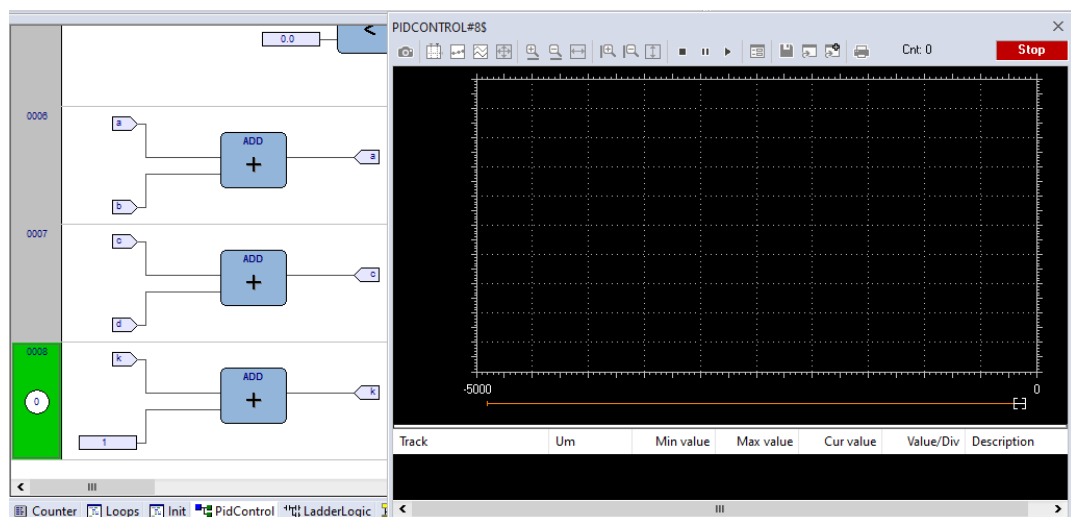 0.0
<
0006
a
ADD
+
a
b
0007
c
ADD
+
c
d
0008
k
ADD
+
k
0
1
Counter Loops Init PidControl LadderLogic
PIDCONTROL#8$
Cnt: 0 Stop
-5000 0
Track Um Min value Max value Cur value Value/Div Description